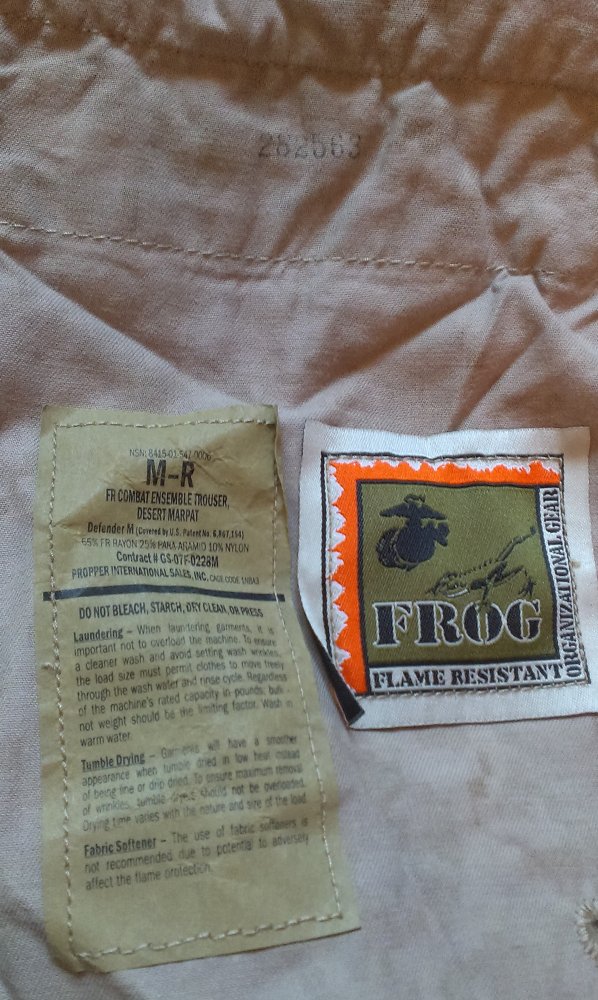 282563
NSN: 8415-01-547-0006
M-R
FR COMBAT ENSEMBLE TROUSER,
DESERT MARPAT
Defender M (Covered by U.S. Patent No. 6,867,154)
65% FR RAYON 25% PARA ARAMID 10% NYLON
Contract # GS-07F-0228M
PROPPER INTERNATIONAL SALES, INC. CAGE CODE
DO NOT BLEACH, STARCH, DRY CLEAN, OR PRESS
Laundering – When laundering garments, it is
important not to overload the machine. To ensure
a cleaner wash and avoid setting wash wrinkles,
the load size must permit clothes to move freely
through the wash water and rinse cycle. Regardless
of the machine's rated capacity in pounds, bulk
not weight should be the limiting factor. Wash in
warm water.
Tumble Drying – Garments will have a smoother
appearance when tumble dried in low heat instead
of being line or drip dried. To ensure maximum removal
of wrinkles, tumble dryers should not be overloaded.
Drying time varies with the nature and size of the load.
Fabric Softener – The use of fabric softeners is
not recommended due to potential to adversely
affect the flame protection.
FROG
FLAME RESISTANT
ORGANIZATIONAL GEAR